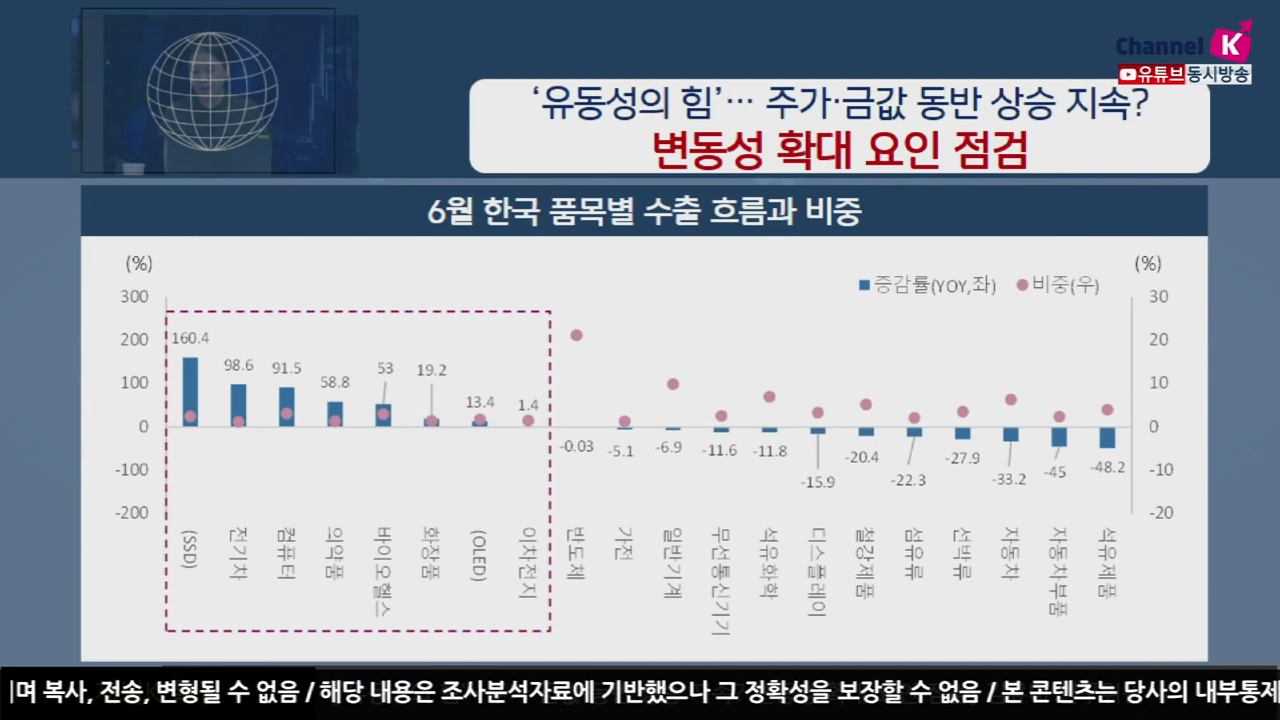 Channel K
유튜브동시방송
‘유동성의 힘’… 주가·금값 동반 상승 지속?
변동성 확대 요인 점검
6월 한국 품목별 수출 흐름과 비중
(%)
(%)
증감률(YOY,좌)
비중(우)
300
200
100
0
-100
-200
30
20
10
0
-10
-20
160.4
98.6
91.5
58.8
53
19.2
13.4
1.4
-0.03
-5.1
-6.9
-11.6
-11.8
-15.9
-20.4
-22.3
-27.9
-33.2
-45
-48.2
(SSD)
전기차
컴퓨터
의약품
바이오헬스
화장품
(OLED)
이차전지
반도체
가전
일반기계
무선통신기기
석유화학
디스플레이
철강제품
섬유류
선박류
자동차
자동차부품
석유제품
며 복사, 전송, 변형될 수 없음 / 해당 내용은 조사분석자료에 기반했으나 그 정확성을 보장할 수 없음 / 본 콘텐츠는 당사의 내부통제